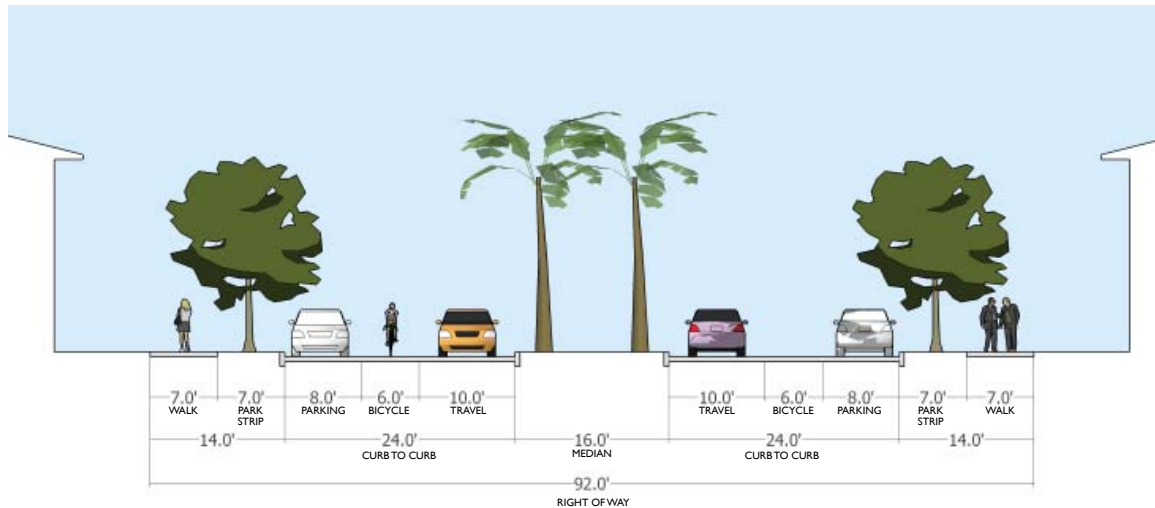 7.0' 7.0' 8.0' 6.0' 10.0' 10.0' 6.0' 8.0' 7.0' 7.0'
WALK PARK PARKING BICYCLE TRAVEL TRAVEL BICYCLE PARKING PARK WALK
STRIP STRIP
14.0' 24.0' 16.0' 24.0' 14.0'
CURB TO CURB MEDIAN CURB TO CURB
92.0'
RIGHT OF WAY